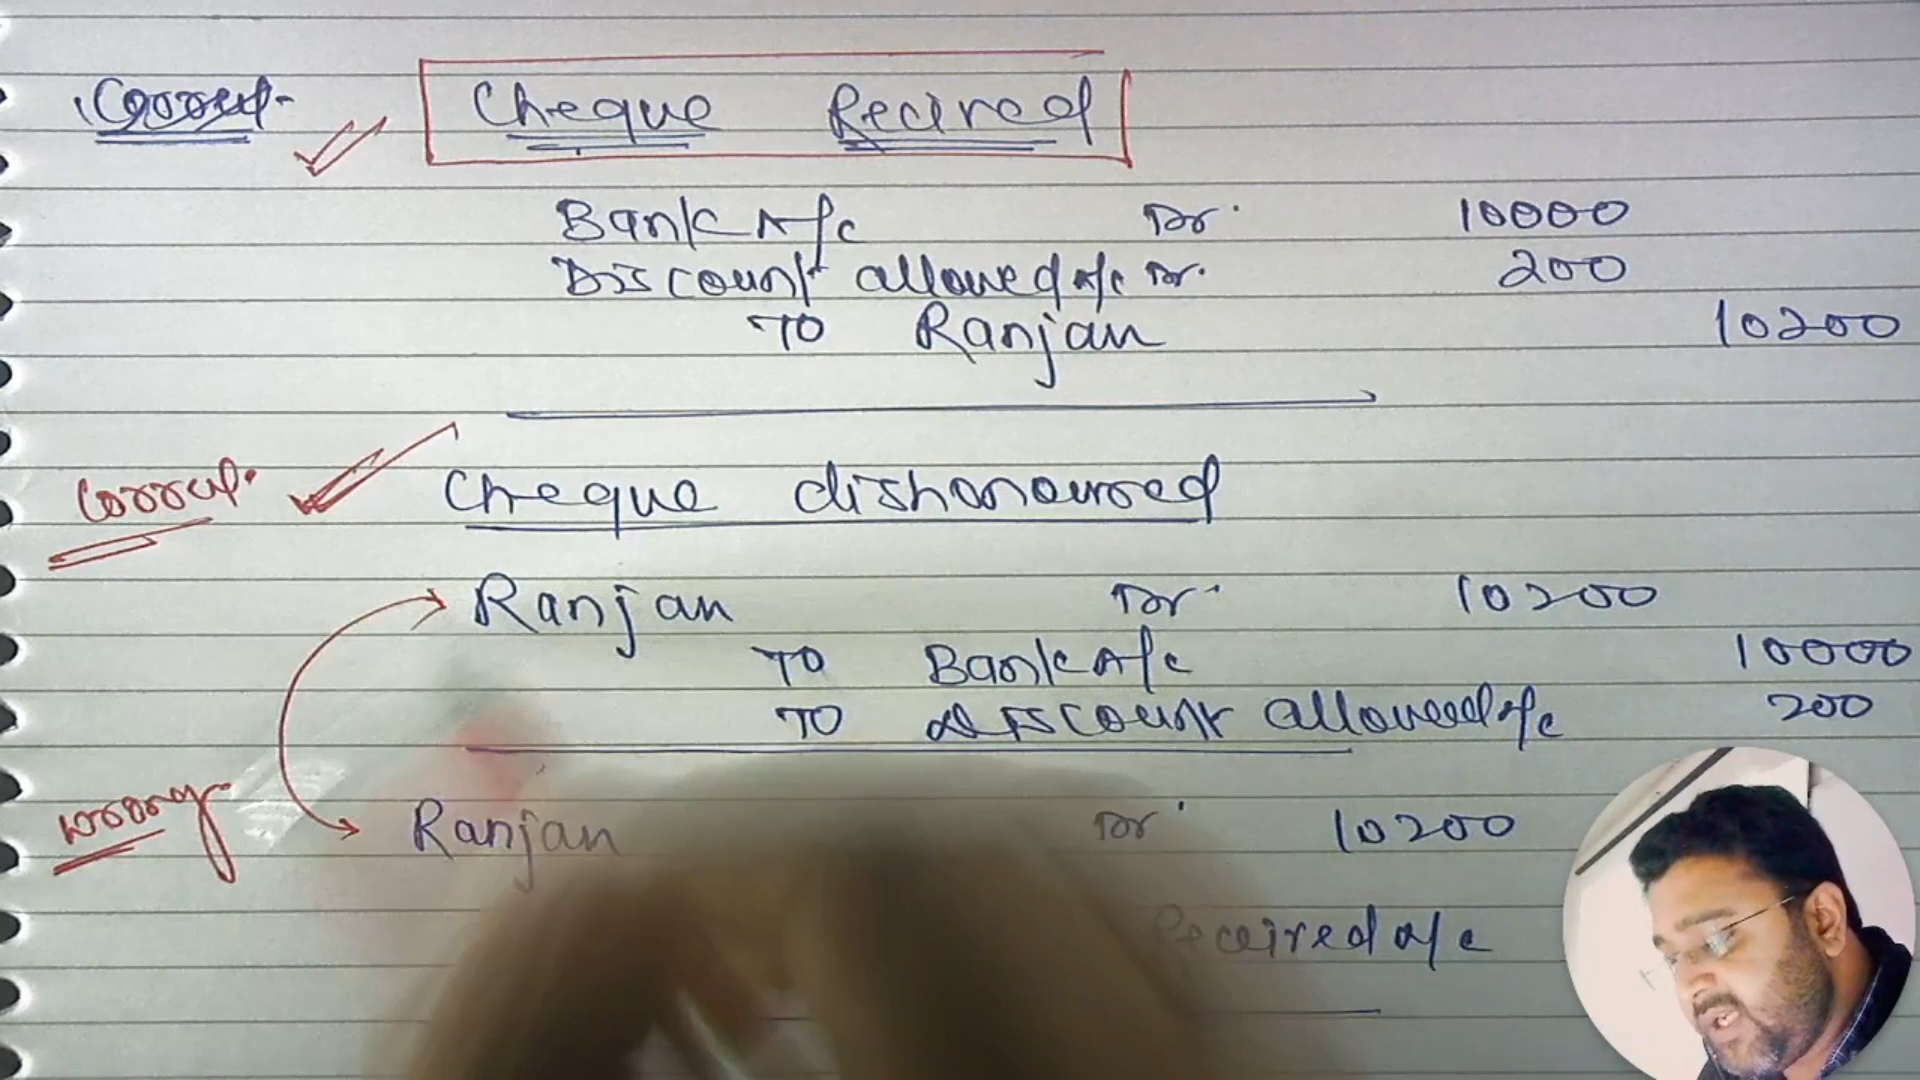 Correct.
Cheque Recived
Bank A/c Dr. 10000
Discount allowed A/c Dr. 200
To Ranjan 10200
Correct.
Cheque dishonoured
Ranjan Dr. 10200
To Bank A/c 10000
To Discount allowed A/c 200
Wrong
Ranjan Dr. 10200
Received A/c